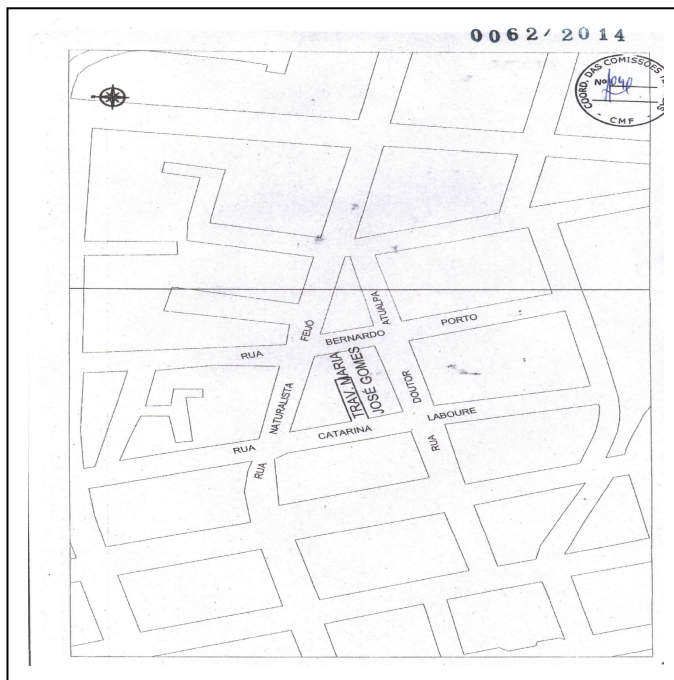 0062/2014
COORD. DAS COMISSÕES
Nº
CMF
RUA BERNARDO PORTO
RUA NATURALISTA FEIJO
TRAV. MARIA
JOSÉ GOMES
RUA DOUTOR ATUALPA
RUA CATARINA LABOURE